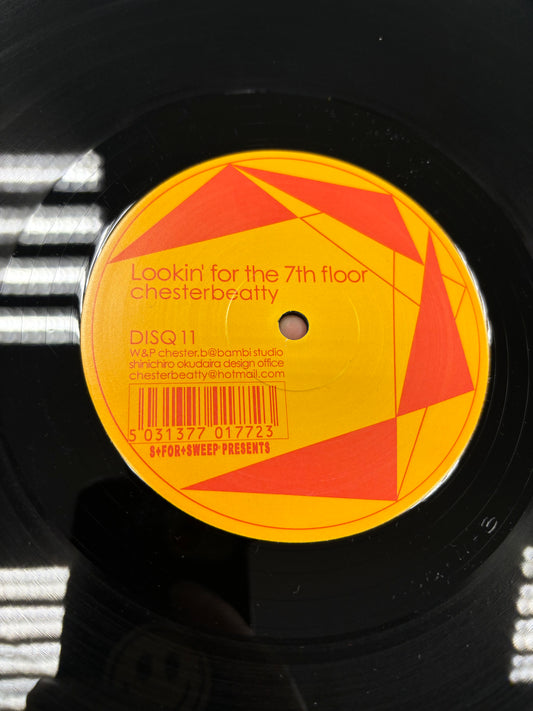 Lookin' for the 7th floor
chesterbeatty
DISQ 11
W&P chester.b@bambi studio
shinichiro okudaira design office
chesterbeatty@hotmail.com
5 031377 017723
S+FOR+SWEEP PRESENTS